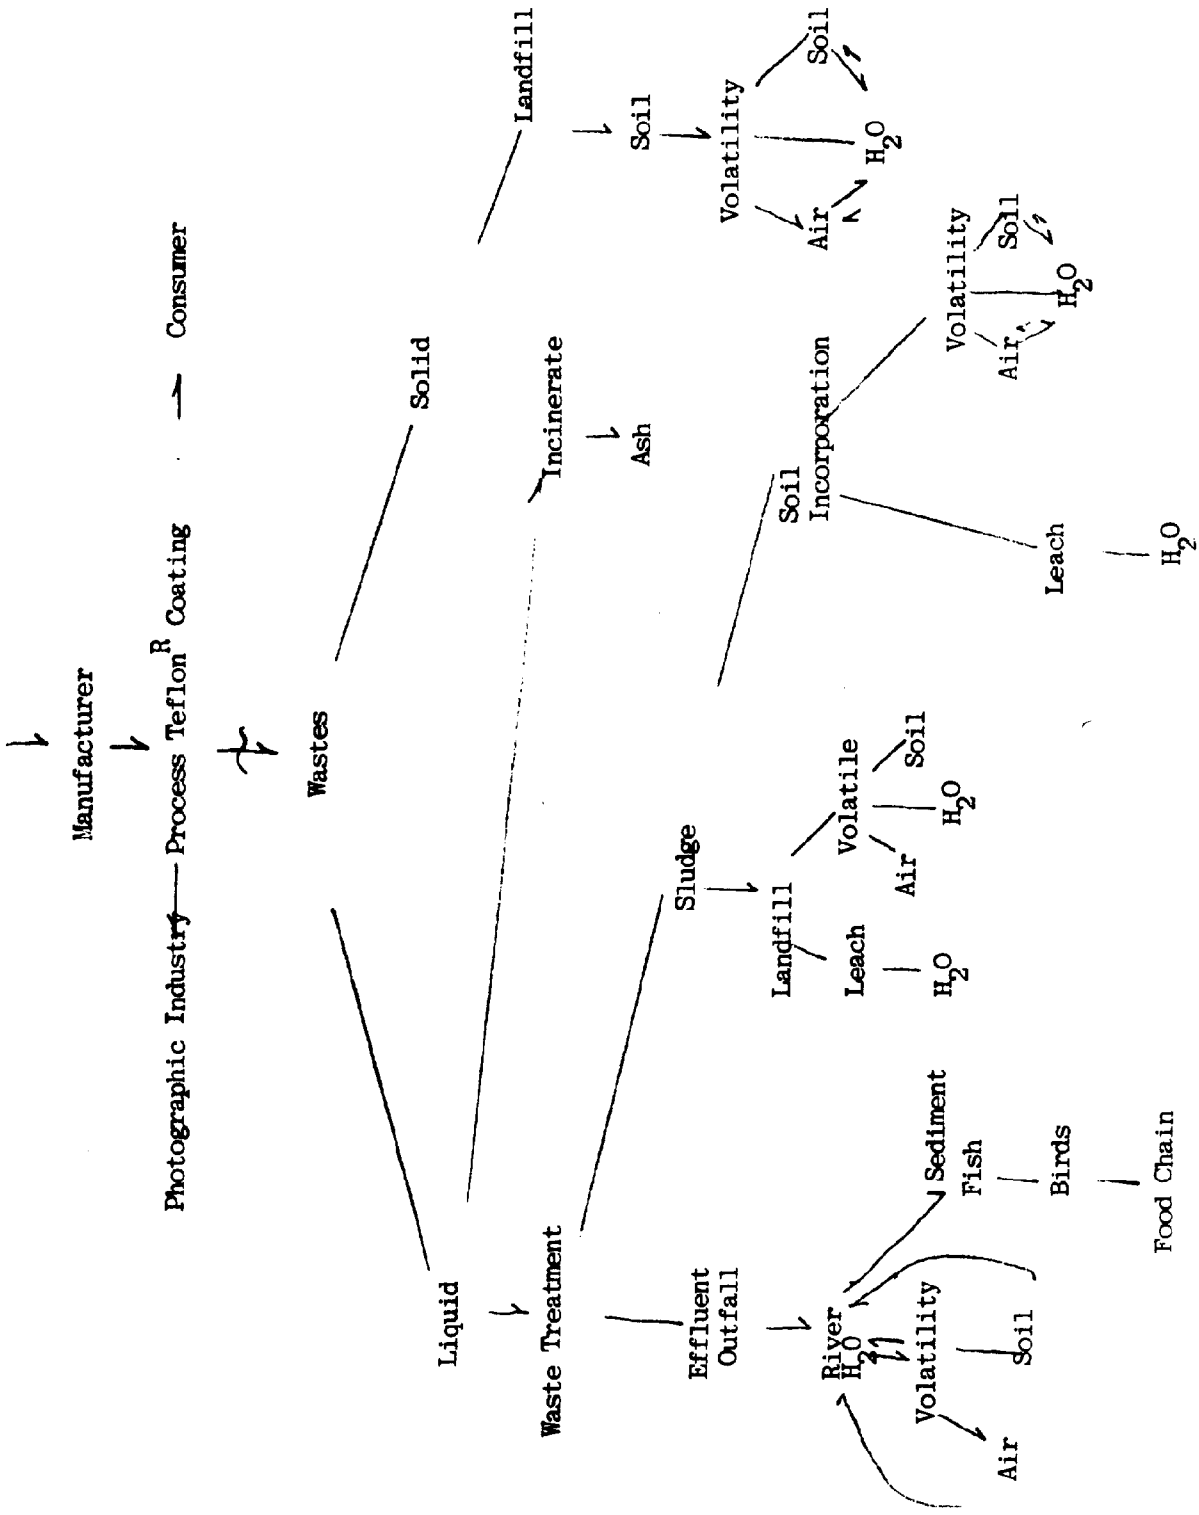 Manufacturer
Photographic Industry Process Teflon^R Coating Consumer
Wastes
Liquid
Solid
Waste Treatment
Incinerate
Landfill
Ash
Soil
Effluent
Outfall
Sludge
Volatility
Air
Soil
H2O
Landfill
Soil
Incorporation
Leach
H2O
Volatile
Air
Soil
H2O
Volatility
Air
Soil
H2O
Leach
H2O
River
H2O
Sediment
Fish
Birds
Food Chain
Volatility
Air
Soil